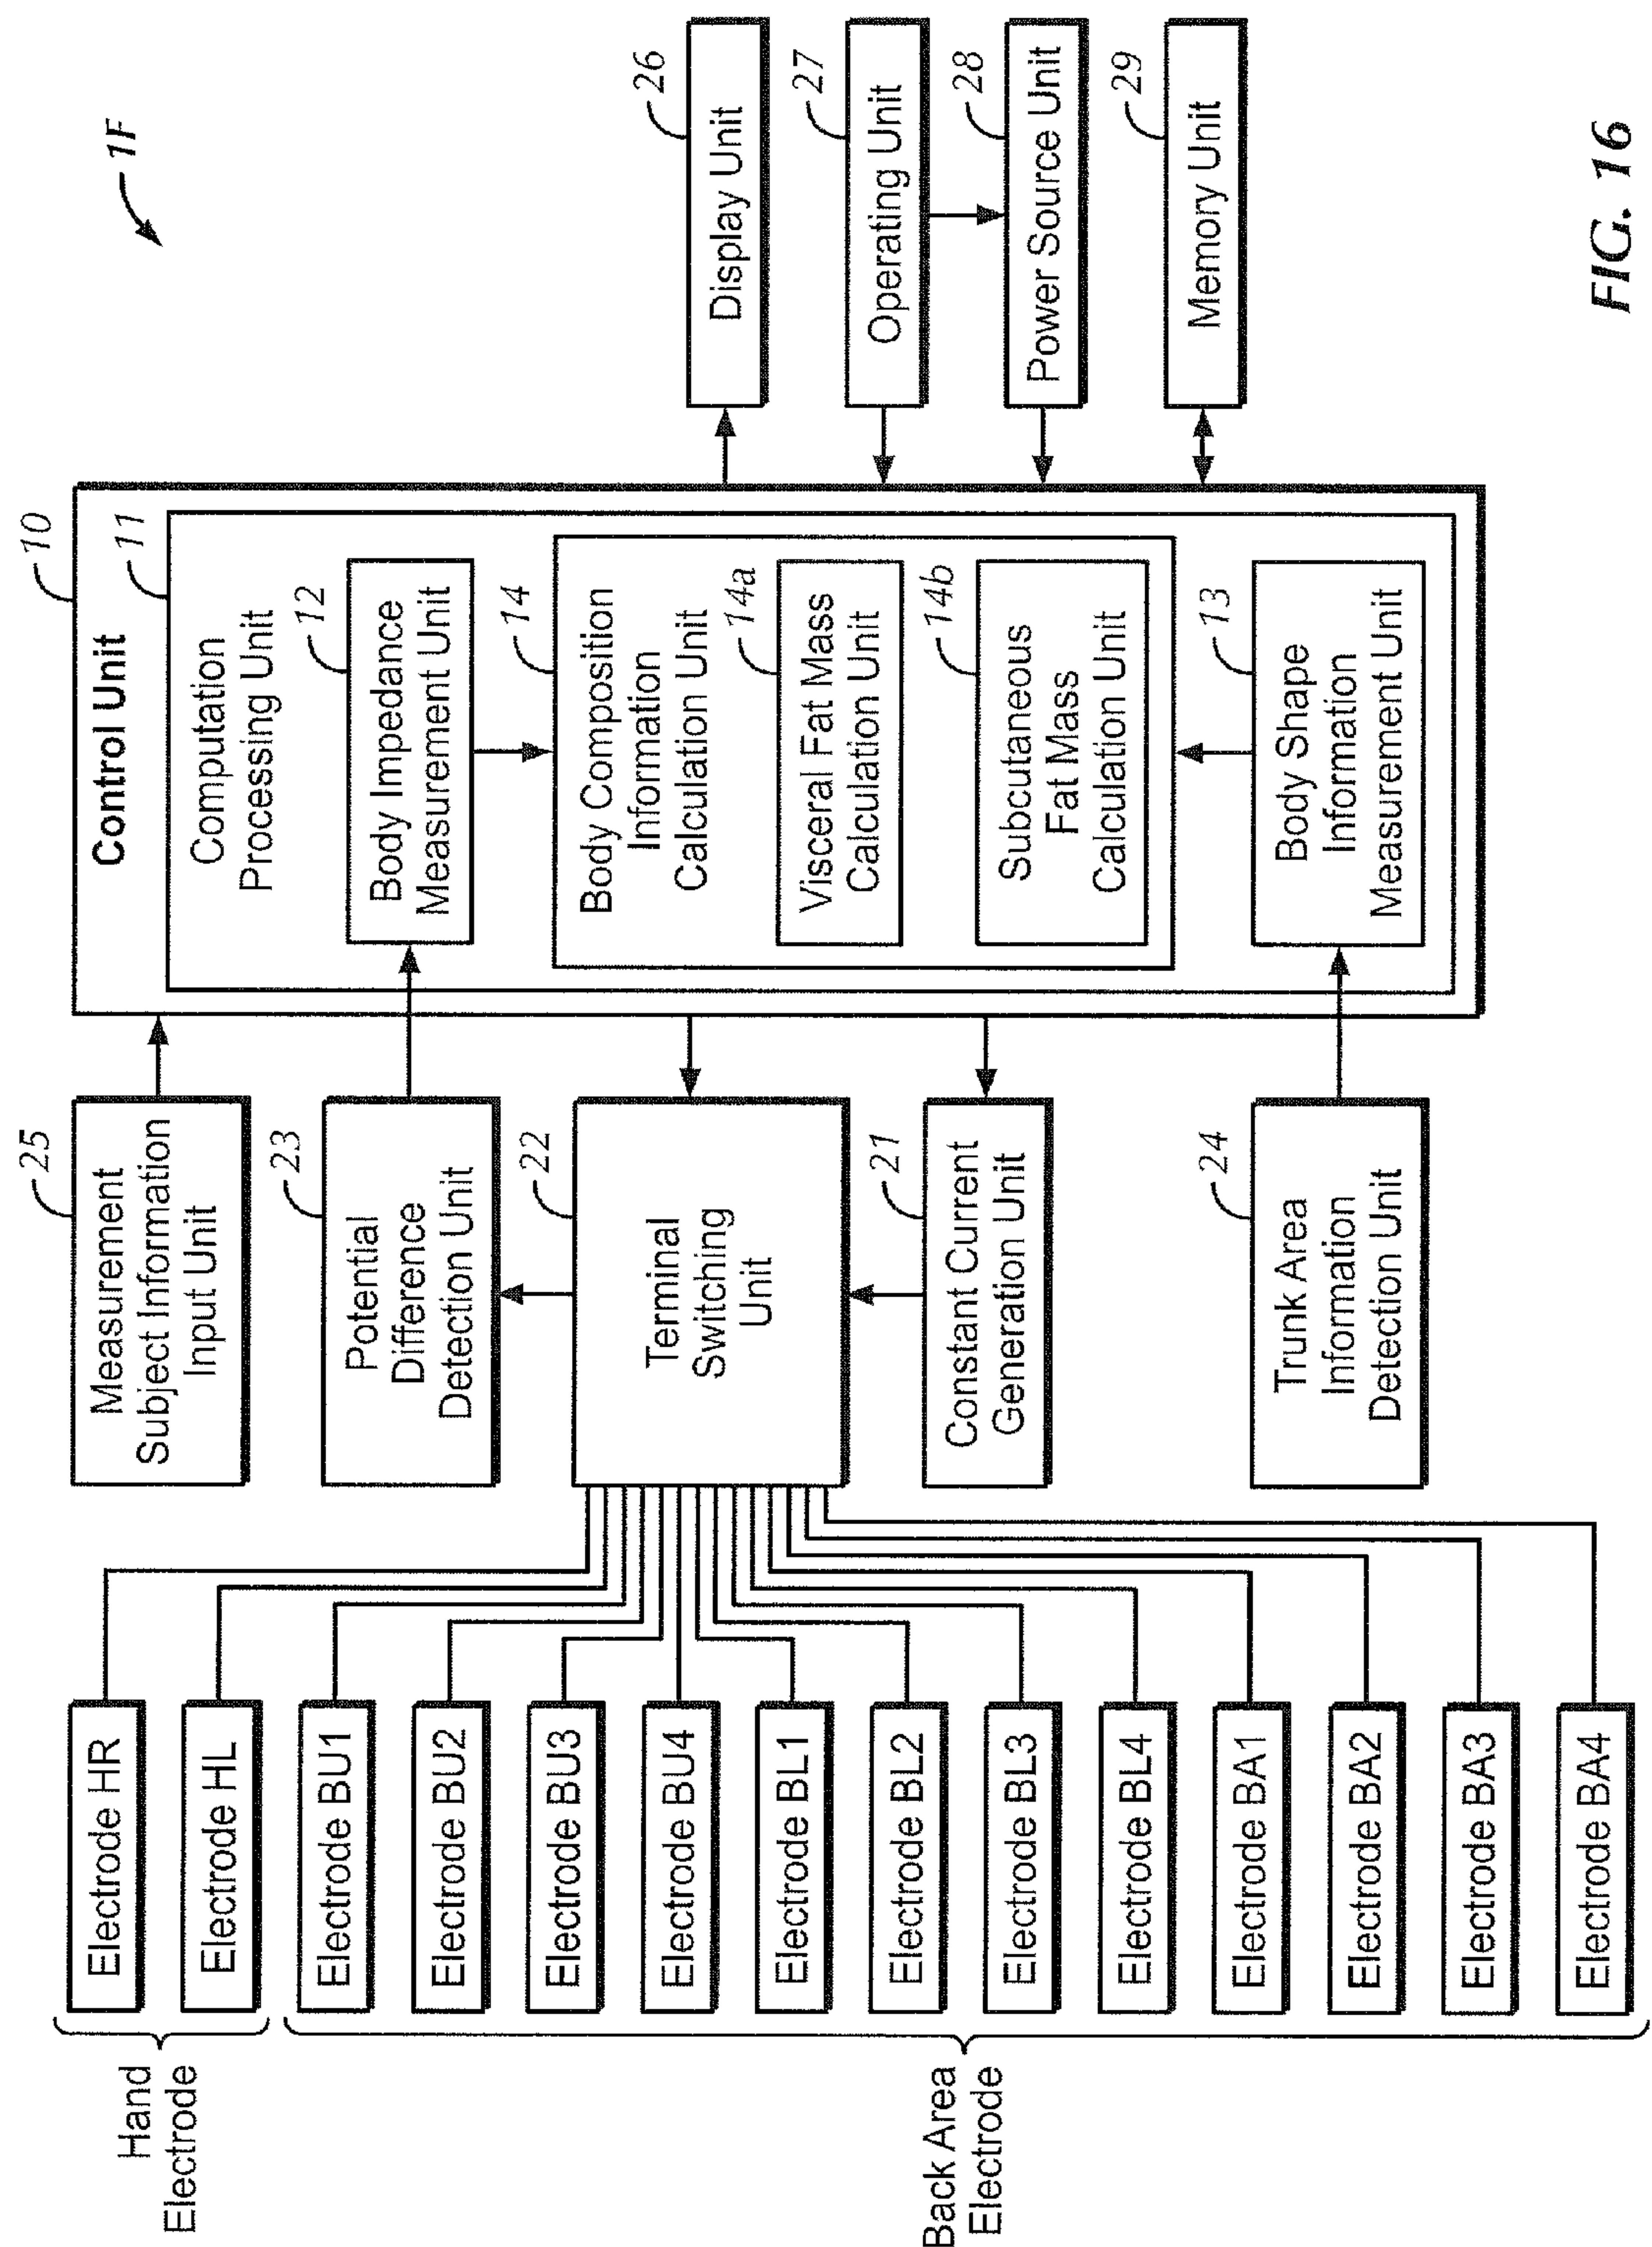 1F
Hand
Electrode
Back Area
Electrode
Electrode HR
Electrode HL
Electrode BU1
Electrode BU2
Electrode BU3
Electrode BU4
Electrode BL1
Electrode BL2
Electrode BL3
Electrode BL4
Electrode BA1
Electrode BA2
Electrode BA3
Electrode BA4
25
Measurement
Subject Information
Input Unit
23
Potential
Difference
Detection Unit
22
Terminal
Switching
Unit
21
Constant Current
Generation Unit
24
Trunk Area
Information
Detection Unit
10
Control Unit
11
Computation
Processing Unit
12
Body Impedance
Measurement Unit
14
Body Composition
Information
Calculation Unit
14a
Visceral Fat Mass
Calculation Unit
14b
Subcutaneous
Fat Mass
Calculation Unit
13
Body Shape
Information
Measurement Unit
26
Display Unit
27
Operating Unit
28
Power Source Unit
29
Memory Unit
FIG. 16